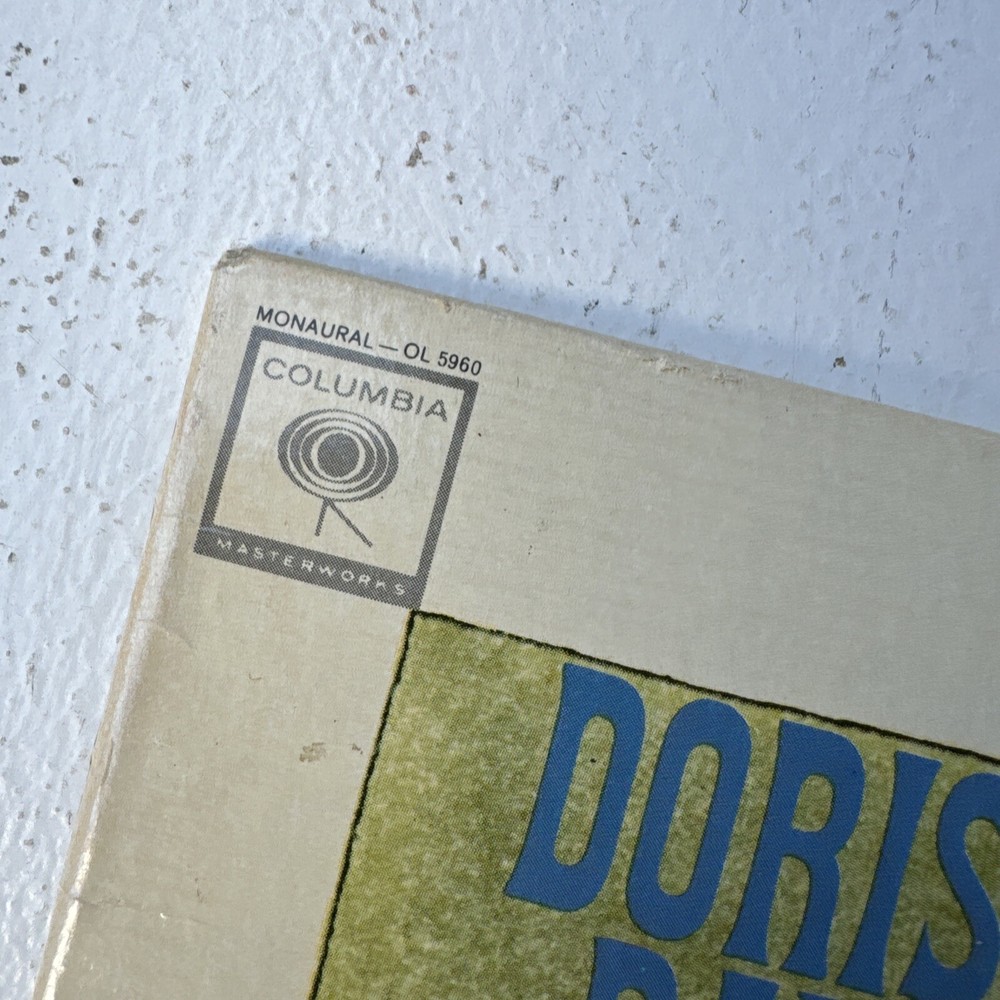 MONAURAL — OL 5960
COLUMBIA
MASTERWORKS
DORIS